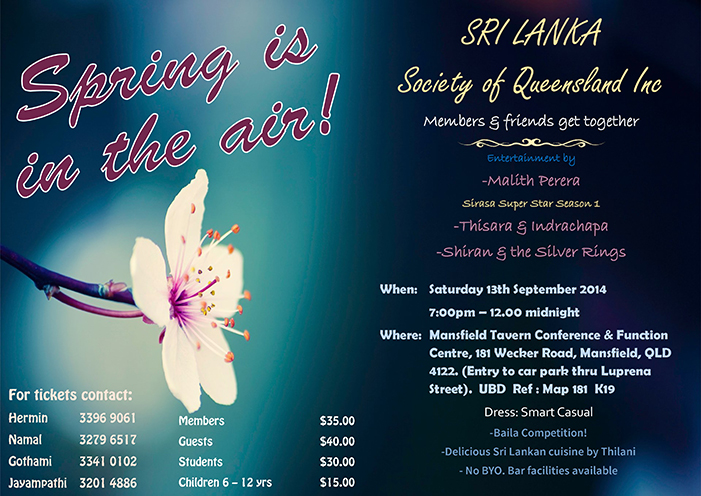 Spring is
in the air!
For tickets contact:
Hermin 3396 9061
Namal 3279 6517
Gothami 3341 0102
Jayampathi 3201 4886
Members $35.00
Guests $40.00
Students $30.00
Children 6 – 12 yrs $15.00
SRI LANKA
Society of Queensland Inc
Members & friends get together
Entertainment by
-Malith Perera
Sirasa Super Star Season 1
-Thisara & Indrachapa
-Shiran & the Silver Rings
When: Saturday 13th September 2014
7:00pm – 12.00 midnight
Where: Mansfield Tavern Conference & Function
Centre, 181 Wecker Road, Mansfield, QLD
4122. (Entry to car park thru Luprena
Street). UBD Ref : Map 181 K19
Dress: Smart Casual
-Baila Competition!
-Delicious Sri Lankan cuisine by Thilani
- No BYO. Bar facilities available